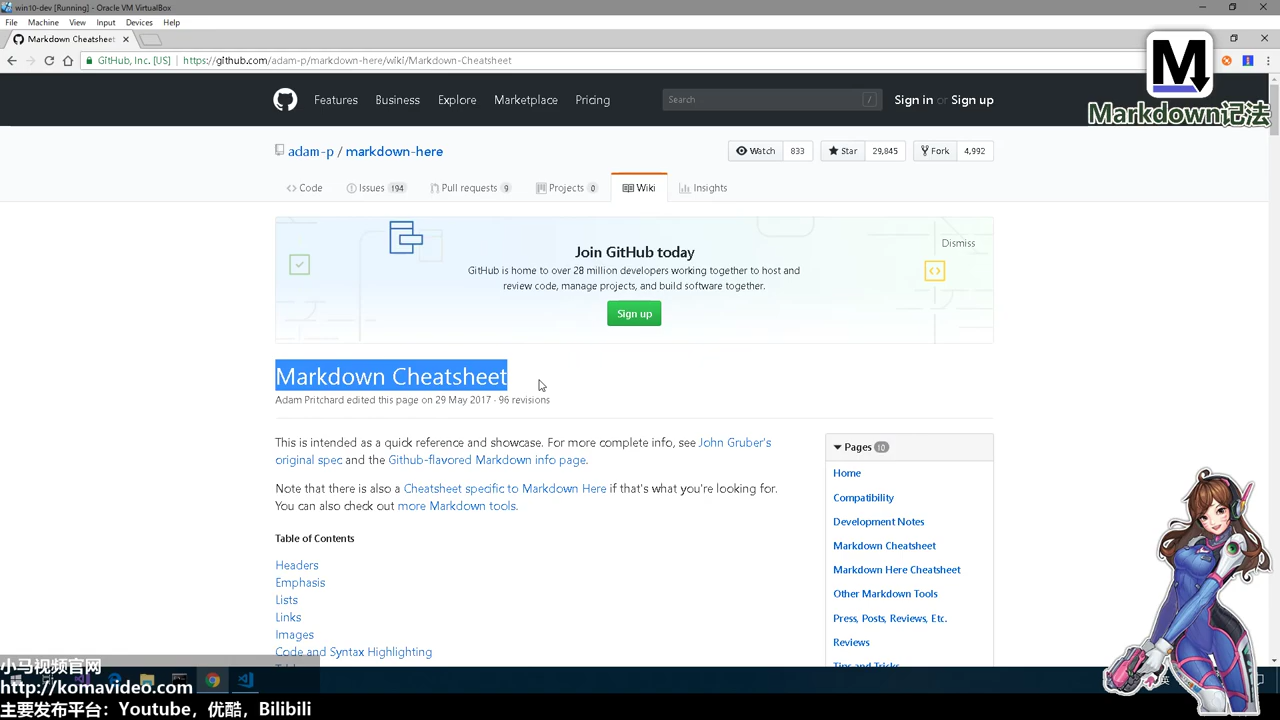 win10-dev [Running] - Oracle VM VirtualBox
File Machine View Input Devices Help
Markdown Cheatsheet
GitHub, Inc. [US] https://github.com/adam-p/markdown-here/wiki/Markdown-Cheatsheet
M
Markdown记法
Features Business Explore Marketplace Pricing Search / Sign in or Sign up
adam-p / markdown-here
Watch 833 Star 29,845 Fork 4,992
Code Issues 194 Pull requests 9 Projects 0 Wiki Insights
Join GitHub today
Dismiss
GitHub is home to over 28 million developers working together to host and
review code, manage projects, and build software together.
Sign up
Markdown Cheatsheet
Adam Pritchard edited this page on 29 May 2017 · 96 revisions
This is intended as a quick reference and showcase. For more complete info, see John Gruber's
original spec and the Github-flavored Markdown info page.
Note that there is also a Cheatsheet specific to Markdown Here if that's what you're looking for.
You can also check out more Markdown tools.
Table of Contents
Headers
Emphasis
Lists
Links
Images
Code and Syntax Highlighting
Pages 10
Home
Compatibility
Development Notes
Markdown Cheatsheet
Markdown Here Cheatsheet
Other Markdown Tools
Press, Posts, Reviews, Etc.
Reviews
Tips and Tricks
小马视频官网
http://komavideo.com
主要发布平台：Youtube，优酷，Bilibili
英